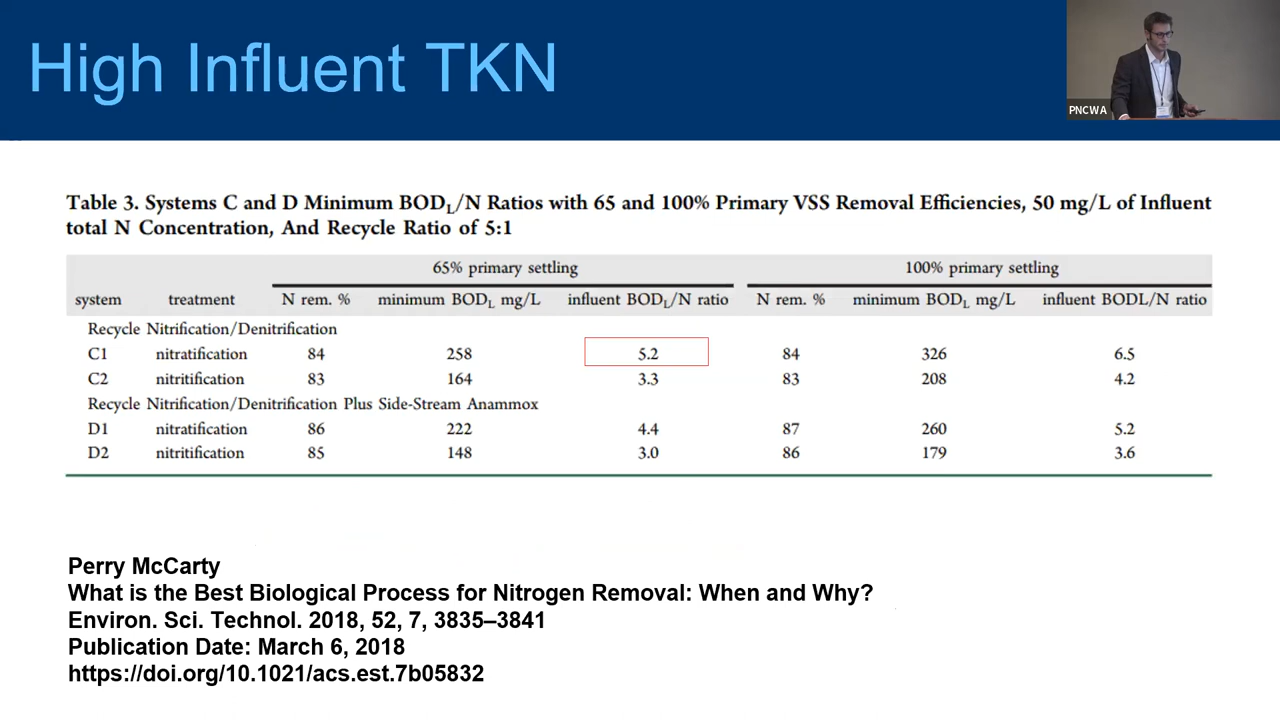 High Influent TKN
PNCWA
Table 3. Systems C and D Minimum BODL/N Ratios with 65 and 100% Primary VSS Removal Efficiencies, 50 mg/L of Influent
total N Concentration, And Recycle Ratio of 5:1
65% primary settling 100% primary settling
system treatment N rem. % minimum BODL mg/L influent BODL/N ratio N rem. % minimum BODL mg/L influent BODL/N ratio
Recycle Nitrification/Denitrification
C1 nitratification 84 258 5.2 84 326 6.5
C2 nitritification 83 164 3.3 83 208 4.2
Recycle Nitrification/Denitrification Plus Side-Stream Anammox
D1 nitratification 86 222 4.4 87 260 5.2
D2 nitritification 85 148 3.0 86 179 3.6
Perry McCarty
What is the Best Biological Process for Nitrogen Removal: When and Why?
Environ. Sci. Technol. 2018, 52, 7, 3835–3841
Publication Date: March 6, 2018
https://doi.org/10.1021/acs.est.7b05832